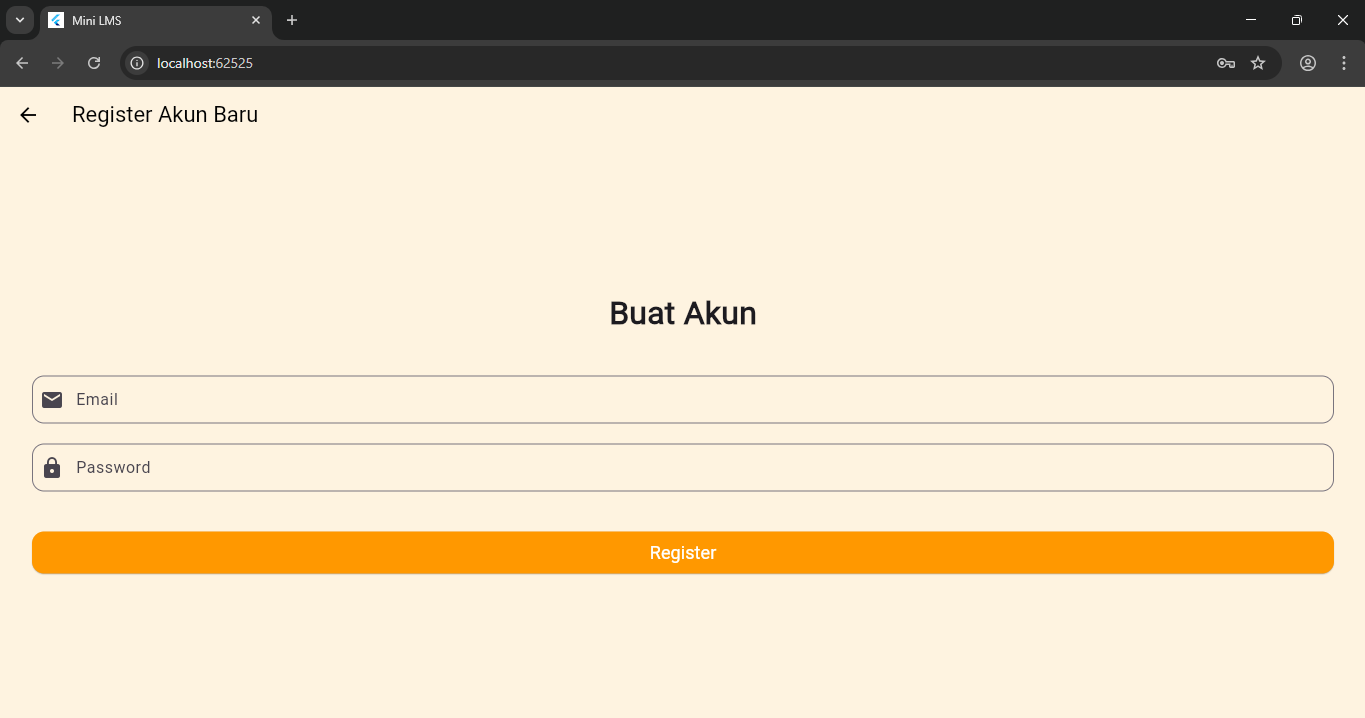 Mini LMS
localhost:62525
Register Akun Baru
Buat Akun
Email
Password
Register